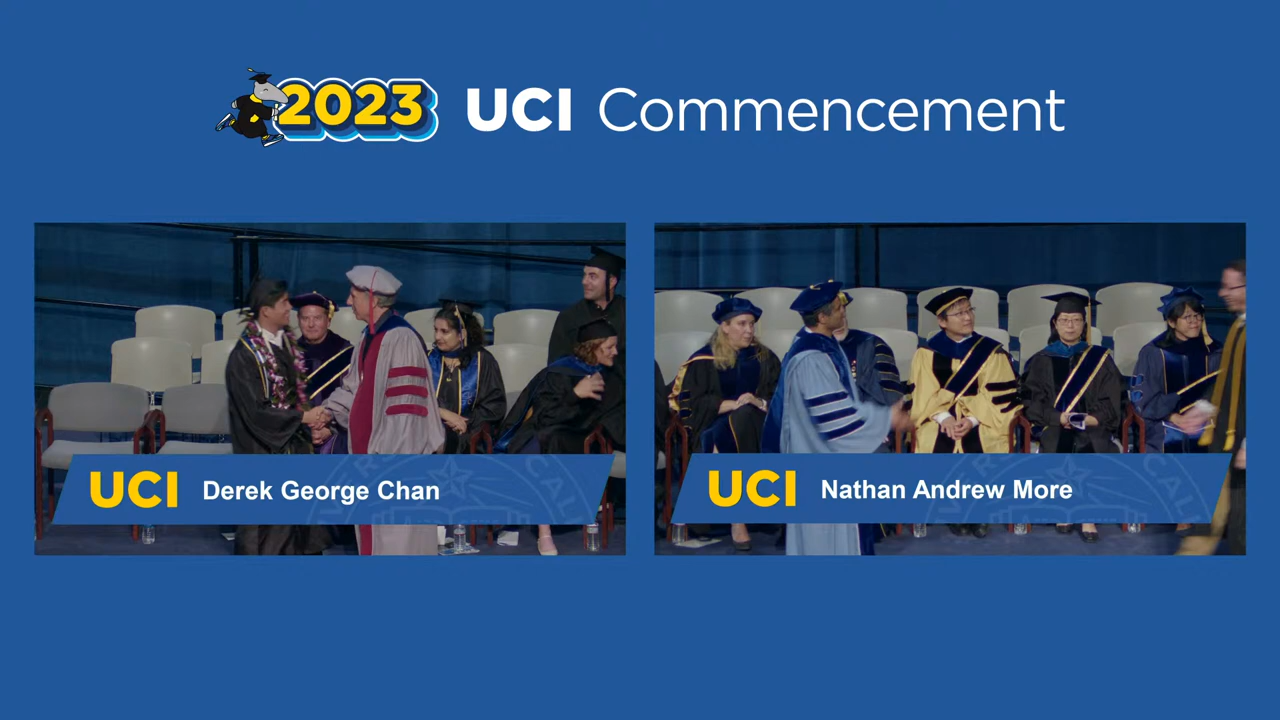 2023 UCI Commencement
UCI Derek George Chan
UCI Nathan Andrew More